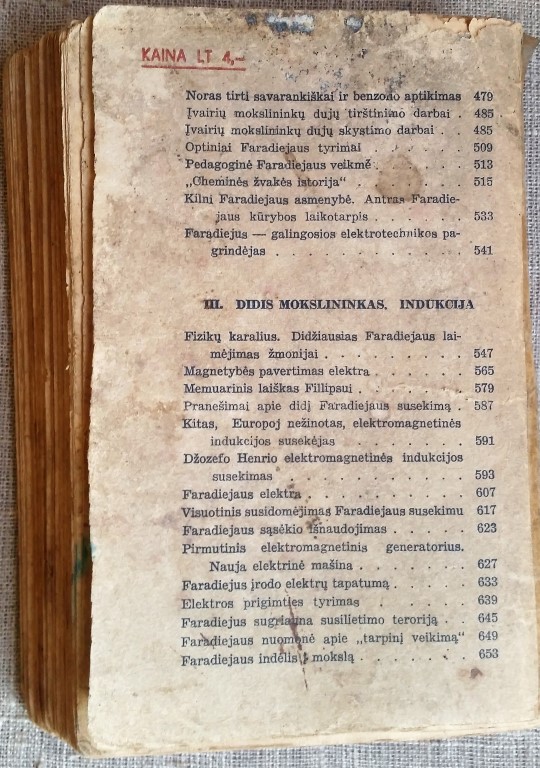 KAINA LT 4,—
Noras tirti savarankiškai ir benzolo aptikimas 479
Įvairių mokslininkų dujų tirštinimo darbai . 485
Įvairių mokslininkų dujų skystimo darbai . . 485
Optiniai Faradiejaus tyrimai . . . . . . 509
Pedagoginė Faradiejaus veikmė . . . . . . 513
„Cheminės žvakės istorija“ . . . . . . . 515
Kilni Faradiejaus asmenybė. Antras Faradie-
jaus kūrybos laikotarpis . . . . . . 533
Faradiejus — galingosios elektrotechnikos pa-
grindėjas . . . . . . . . . . . 541
III. DIDIS MOKSLININKAS. INDUKCIJA
Fizikų karalius. Didžiausias Faradiejaus lai-
mėjimas žmonijai . . . . . . . . . 547
Magnetybės pavertimas elektra . . . . . . 565
Memuarinis laiškas Fillipsui . . . . . . . 579
Pranešimai apie didį Faradiejaus susekimą . 587
Kitas, Europoj nežinotas, elektromagnetinės
indukcijos susekėjas . . . . . . . 591
Džozefo Henrio elektromagnetinės indukcijos
susekimas . . . . . . . . . . . 593
Faradiejaus elektra . . . . . . . . . . 607
Visuotinis susidomėjimas Faradiejaus susekimu 617
Faradiejaus sąsėkio išnaudojimas . . . . . 623
Pirmutinis elektromagnetinis generatorius.
Nauja elektrinė mašina . . . . . . . 627
Faradiejus įrodo elektrų tapatumą . . . . 633
Elektros prigimties tyrimas . . . . . . 639
Faradiejus sugriauna susilietimo teroriją . . 645
Faradiejaus nuomonė apie „tarpinį veikimą“ 649
Faradiejaus indėlis į mokslą . . . . . . 653